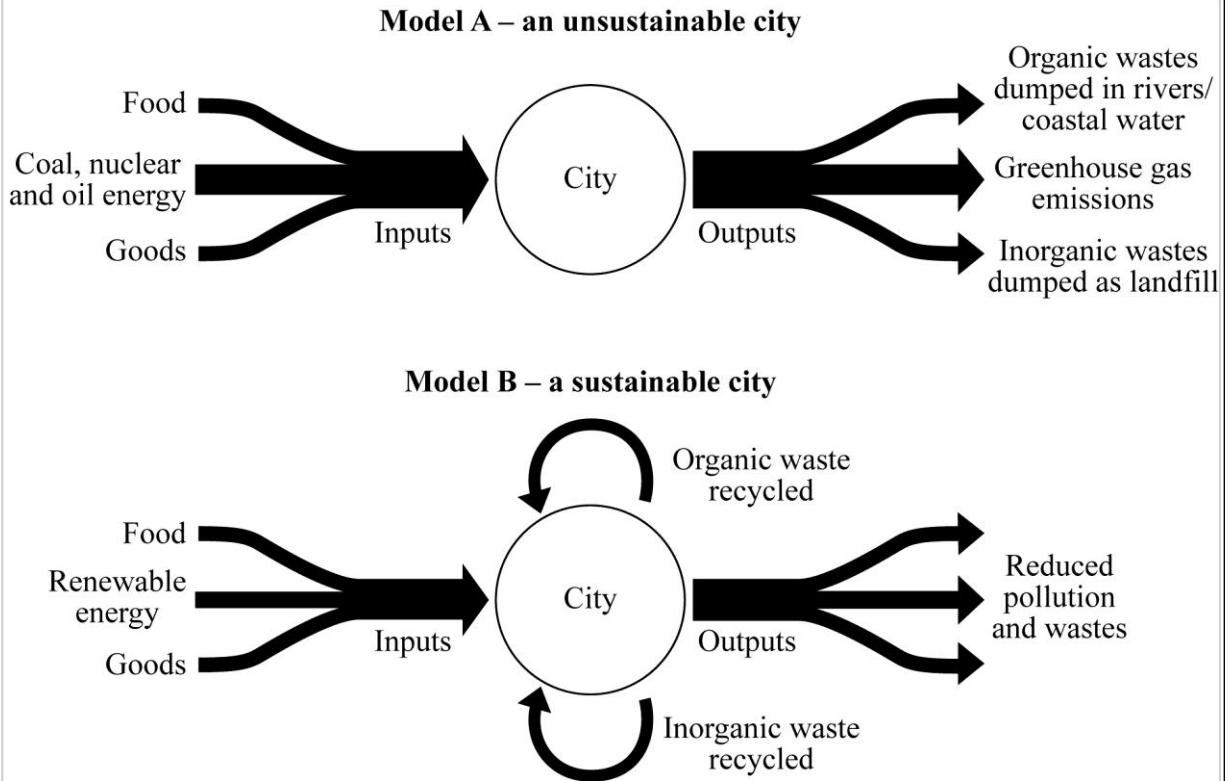 Model A – an unsustainable city
Food
Coal, nuclear
and oil energy
Goods
Inputs
City
Outputs
Organic wastes
dumped in rivers/
coastal water
Greenhouse gas
emissions
Inorganic wastes
dumped as landfill
Model B – a sustainable city
Organic waste
recycled
Food
Renewable
energy
Goods
Inputs
City
Outputs
Reduced
pollution
and wastes
Inorganic waste
recycled